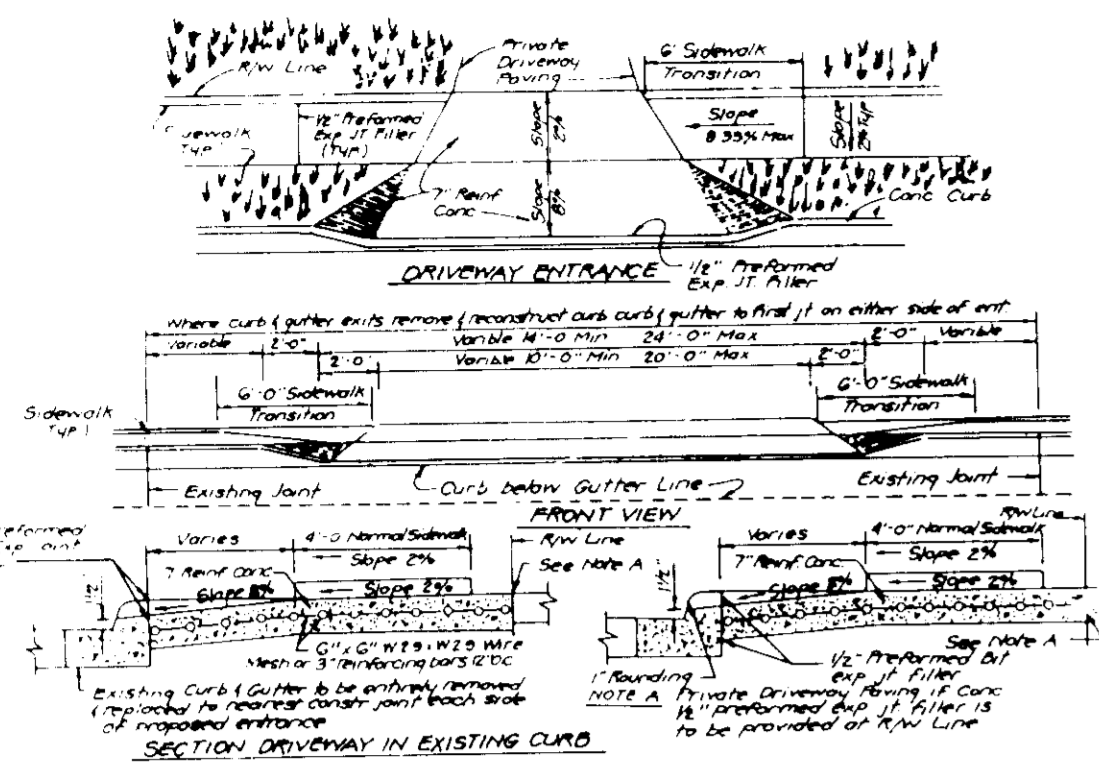 Private
Driveway
Paving
R/W Line
6' Sidewalk
Transition
1/2" Preformed
Exp. JT. Filler
(Typ)
Slope
2%
Slope
8.33% Max
Slope
2% Typ
7" Reinf
Conc
Slope
8%
Conc Curb
DRIVEWAY ENTRANCE
1/2" Preformed
Exp. JT. Filler
Where curb & gutter exits remove & reconstruct curb curb & gutter to first jt on either side of ent.
Variable
2'-0"
Varible 14'-0 Min 24'-0" Max
2'-0"
Variable
2'-0"
Varible 10'-0" Min 20'-0" Max
2'-0"
6'-0" Sidewalk
Transition
6'-0" Sidewalk
Transition
Sidewalk
Typ)
Existing Joint
Curb below Gutter Line
Existing Joint
FRONT VIEW
Varies
4'-0 Normal Sidewalk
Slope 2%
R/W Line
See Note A
7 Reinf Conc
Slope 8%
Slope 2%
1 1/2
6" x 6" W2.9 x W2.9 Wire
Mesh or 3" reinforcing bars 12" O.C.
Existing Curb & Gutter to be entirely removed
& replaced to nearest constr joint each side
of proposed entrance
SECTION DRIVEWAY IN EXISTING CURB
R/W Line
Varies
4'-0" Normal Sidewalk
Slope 2%
7" Reinf Conc
Slope 8%
Slope 2%
1 1/2"
See Note A
1/2" Preformed Bit
exp jt filler
1" Rounding
NOTE A Private Driveway Paving if Conc
1/2" preformed exp. jt. filler is
to be provided at R/W Line